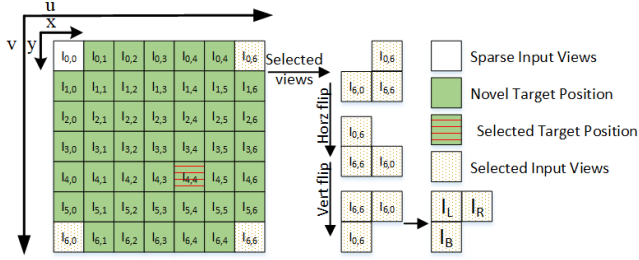 u
x
v
y
I0,0 I0,1 I0,2 I0,3 I0,4 I0,4 I0,6
I1,0 I1,1 I1,2 I1,3 I1,4 I1,5 I1,6
I2,0 I2,1 I2,2 I2,3 I2,4 I2,5 I2,6
I3,0 I3,1 I3,2 I3,3 I3,4 I3,5 I3,6
I4,0 I4,1 I4,2 I4,3 I4,4 I4,5 I4,6
I5,0 I5,1 I5,2 I5,3 I5,4 I5,5 I5,6
I6,0 I6,1 I6,2 I6,3 I6,4 I6,4 I6,6
Selected
views
I0,6
I6,0 I6,6
Horz flip
I0,6
I6,6 I6,0
Vert flip
I6,6 I6,0
I0,6
IL IR
IB
Sparse Input Views
Novel Target Position
Selected Target Position
Selected Input Views